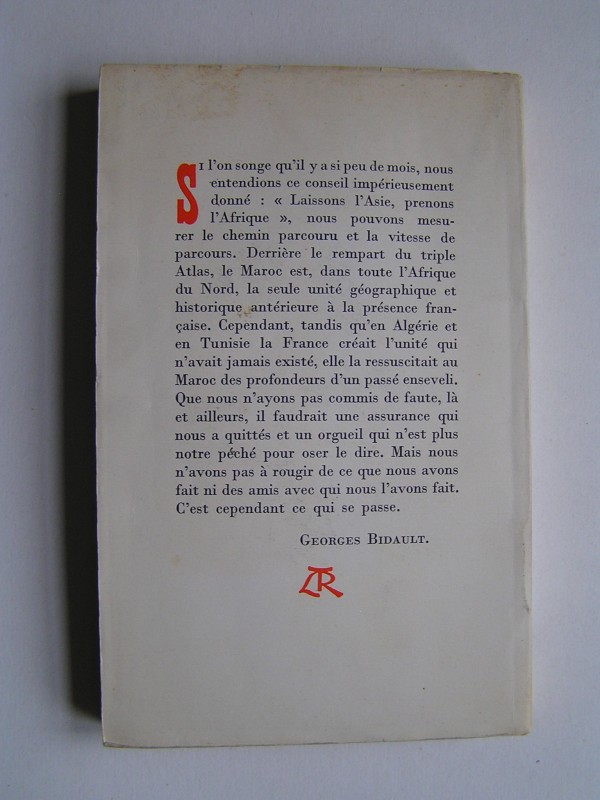 SI l'on songe qu'il y a si peu de mois, nous
entendions ce conseil impérieusement
donné : « Laissons l'Asie, prenons
l'Afrique », nous pouvons mesu-
rer le chemin parcouru et la vitesse de
parcours. Derrière le rempart du triple
Atlas, le Maroc est, dans toute l'Afrique
du Nord, la seule unité géographique et
historique antérieure à la présence fran-
çaise. Cependant, tandis qu'en Algérie et
en Tunisie la France créait l'unité qui
n'avait jamais existé, elle la ressuscitait au
Maroc des profondeurs d'un passé enseveli.
Que nous n'ayons pas commis de faute, là
et ailleurs, il faudrait une assurance qui
nous a quittés et un orgueil qui n'est plus
notre péché pour oser le dire. Mais nous
n'avons pas à rougir de ce que nous avons
fait ni des amis avec qui nous l'avons fait.
C'est cependant ce qui se passe.
GEORGES BIDAULT.
LTR